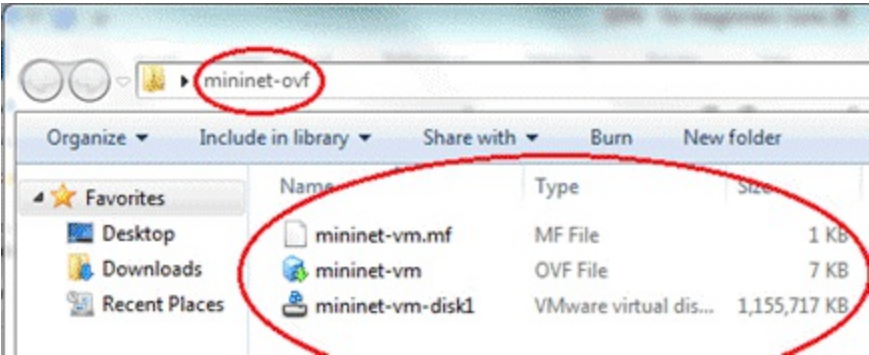 mininet-ovf
Organize Include in library Share with Burn New folder
Favorites Name Type Size
Desktop mininet-vm.mf MF File 1 KB
Downloads mininet-vm OVF File 7 KB
Recent Places mininet-vm-disk1 VMware virtual dis... 1,155,717 KB